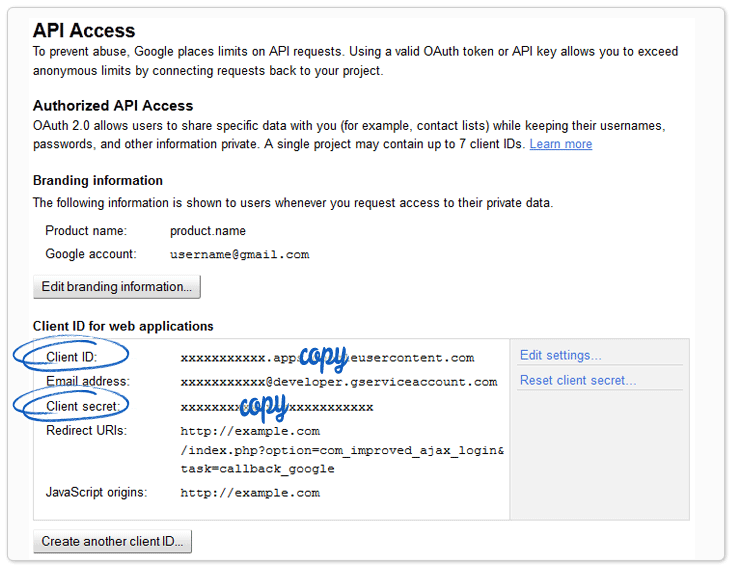 API Access
To prevent abuse, Google places limits on API requests. Using a valid OAuth token or API key allows you to exceed
anonymous limits by connecting requests back to your project.
Authorized API Access
OAuth 2.0 allows users to share specific data with you (for example, contact lists) while keeping their usernames,
passwords, and other information private. A single project may contain up to 7 client IDs. Learn more
Branding information
The following information is shown to users whenever you request access to their private data.
Product name: product.name
Google account: username@gmail.com
Edit branding information...
Client ID for web applications
Client ID: xxxxxxxxxxx.app copy eusercontent.com Edit settings...
Email address: xxxxxxxxxxx@developer.gserviceaccount.com Reset client secret...
Client secret: xxxxxxxx copy xxxxxxxxxxx
Redirect URIs: http://example.com
/index.php?option=com_improved_ajax_login&
task=callback_google
JavaScript origins: http://example.com
Create another client ID...